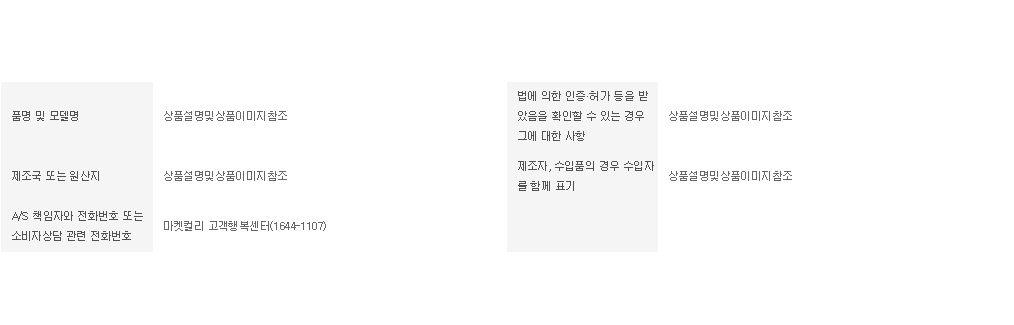 품명 및 모델명
상품설명및상품이미지참조
법에 의한 인증·허가 등을 받
았음을 확인할 수 있는 경우
그에 대한 사항
상품설명및상품이미지참조
제조국 또는 원산지
상품설명및상품이미지참조
제조자, 수입품의 경우 수입자
를 함께 표기
상품설명및상품이미지참조
A/S 책임자와 전화번호 또는
소비자상담 관련 전화번호
마켓컬리 고객행복센터(1644-1107)